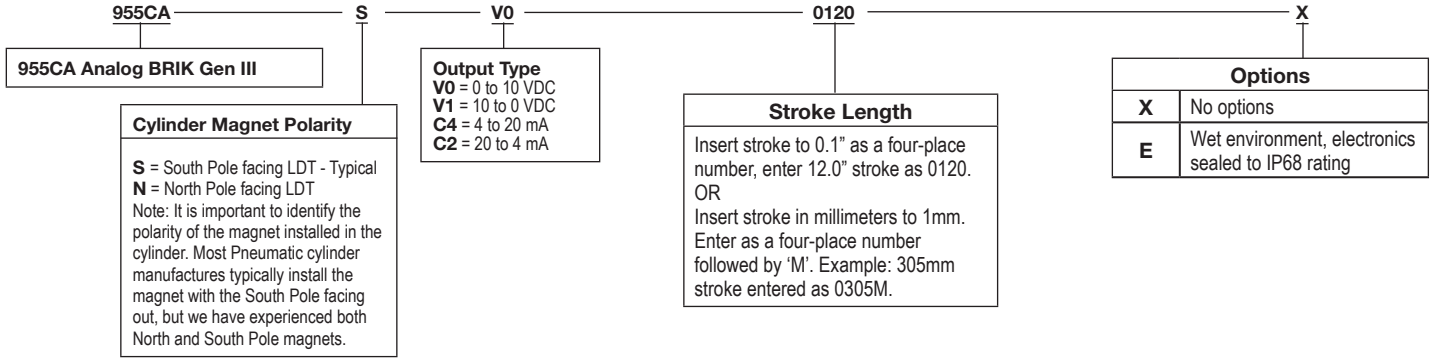 955CA S V0 0120 X
955CA Analog BRIK Gen III
Cylinder Magnet Polarity
S = South Pole facing LDT - Typical
N = North Pole facing LDT
Note: It is important to identify the
polarity of the magnet installed in the
cylinder. Most Pneumatic cylinder
manufactures typically install the
magnet with the South Pole facing
out, but we have experienced both
North and South Pole magnets.
Output Type
V0 = 0 to 10 VDC
V1 = 10 to 0 VDC
C4 = 4 to 20 mA
C2 = 20 to 4 mA
Stroke Length
Insert stroke to 0.1” as a four-place
number, enter 12.0” stroke as 0120.
OR
Insert stroke in millimeters to 1mm.
Enter as a four-place number
followed by ‘M’. Example: 305mm
stroke entered as 0305M.
Options
X No options
E Wet environment, electronics
sealed to IP68 rating